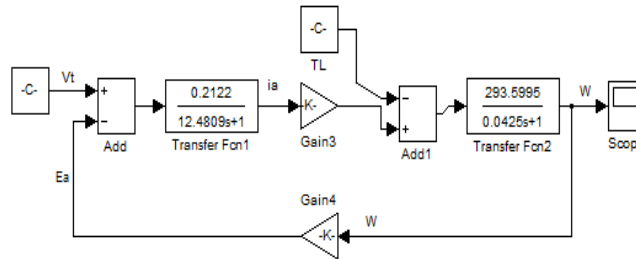 -C-
TL
-C-
Vt
+
−
Add
0.2122
12.4809s+1
Transfer Fcn1
ia
-K-
Gain3
−
+
Add1
293.5995
0.0425s+1
Transfer Fcn2
W
Scop
Ea
Gain4
-K-
W